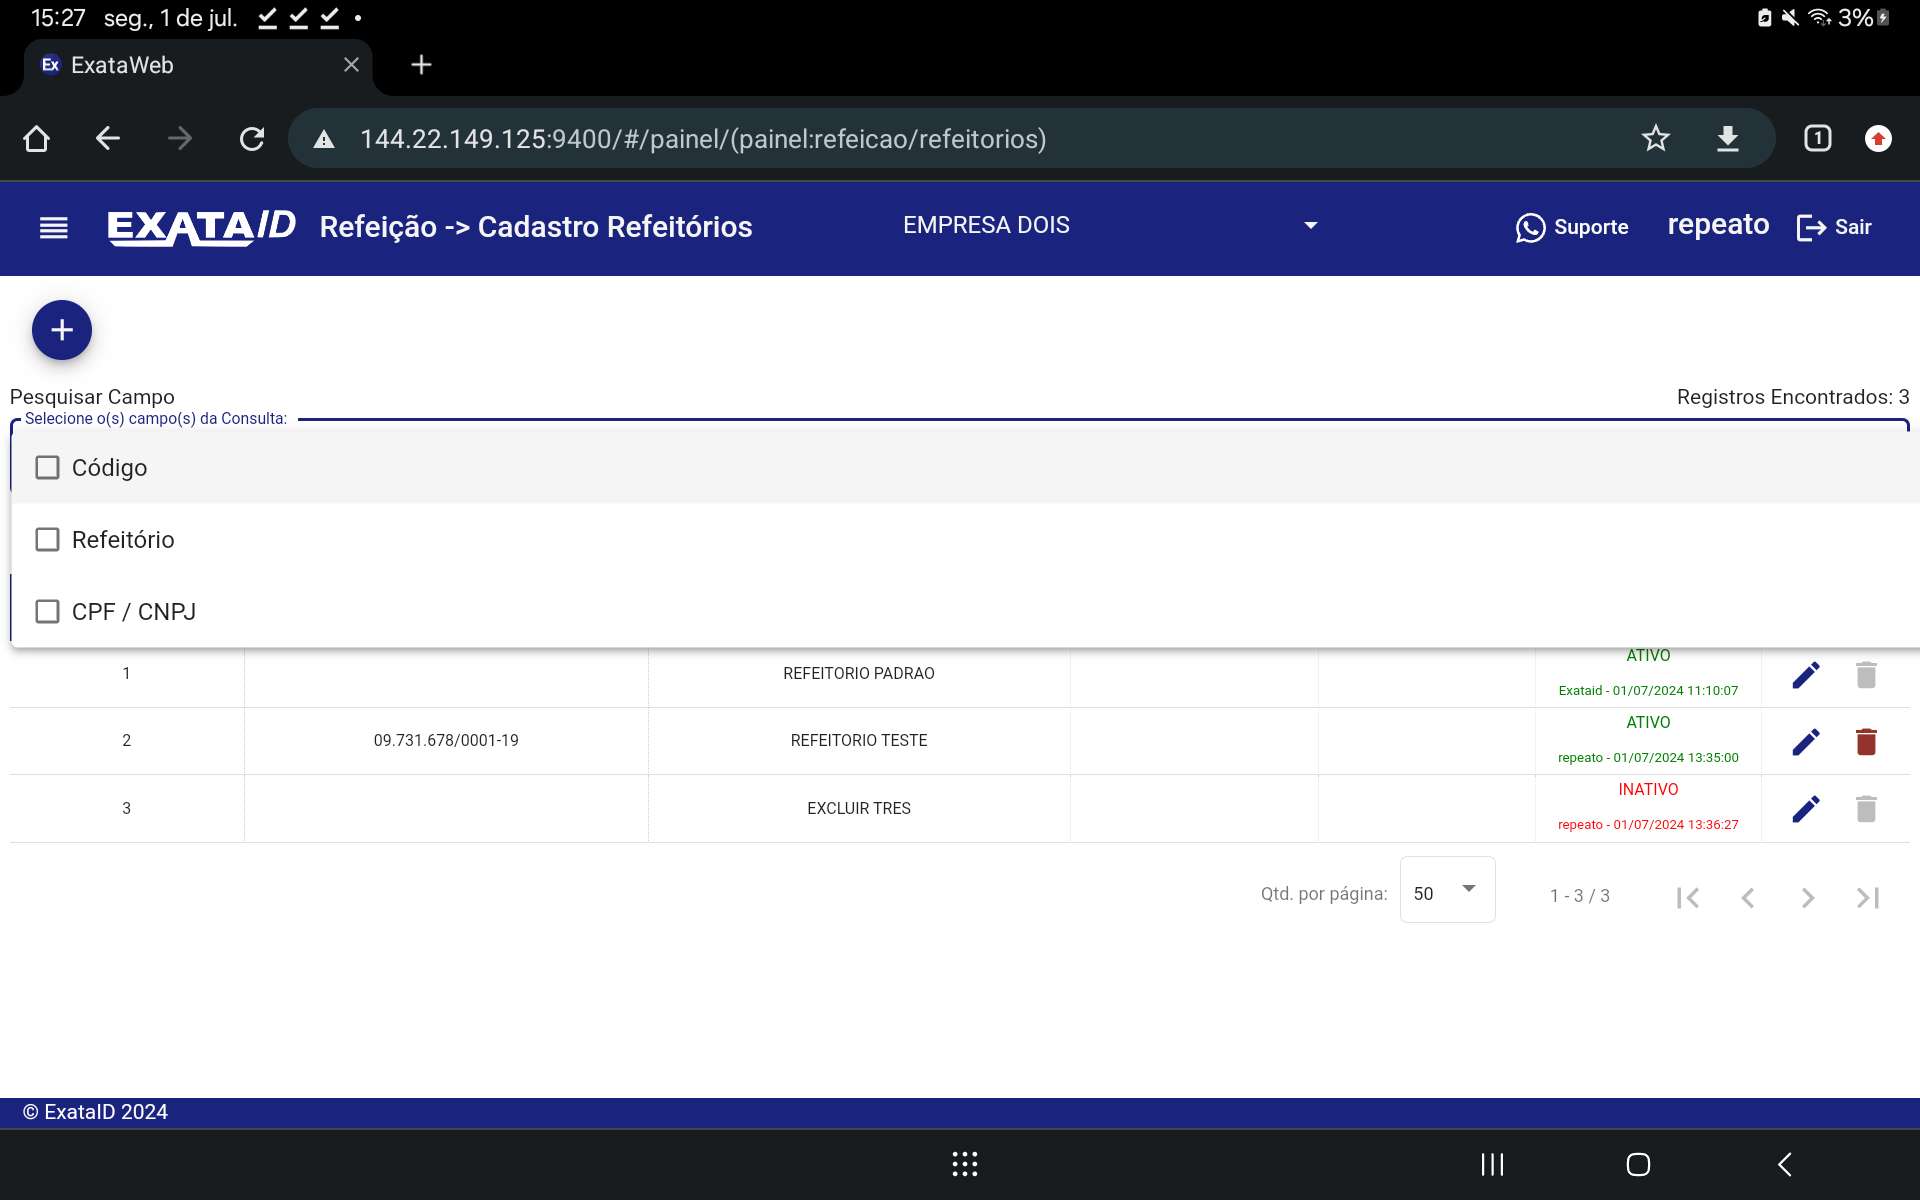 15:27 seg., 1 de jul.
3%
Ex ExataWeb
1
144.22.149.125:9400/#/painel/(painel:refeicao/refeitorios)
EXATAID
Refeição -> Cadastro Refeitórios
EMPRESA DOIS
Suporte
repeato
Sair
Pesquisar Campo
Registros Encontrados: 3
Selecione o(s) campo(s) da Consulta:
Código
Refeitório
CPF / CNPJ
1 REFEITORIO PADRAO ATIVO
Exataid - 01/07/2024 11:10:07
2 09.731.678/0001-19 REFEITORIO TESTE ATIVO
repeato - 01/07/2024 13:35:00
3 EXCLUIR TRES INATIVO
repeato - 01/07/2024 13:36:27
Qtd. por página: 50 1 - 3 / 3
© ExataID 2024